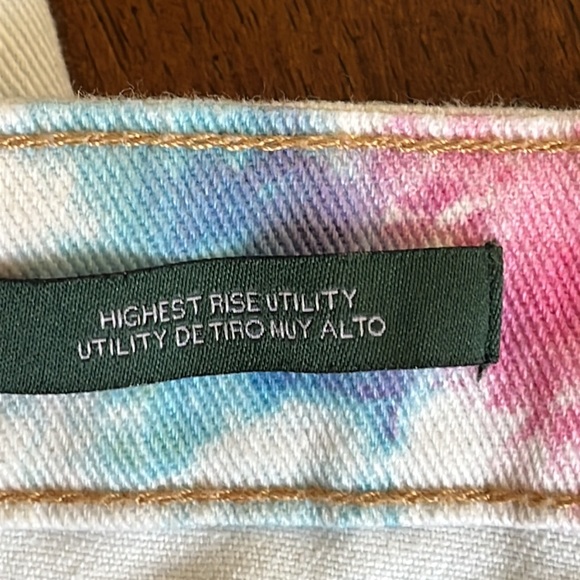 HIGHEST RISE UTILITY
UTILITY DE TIRO MUY ALTO